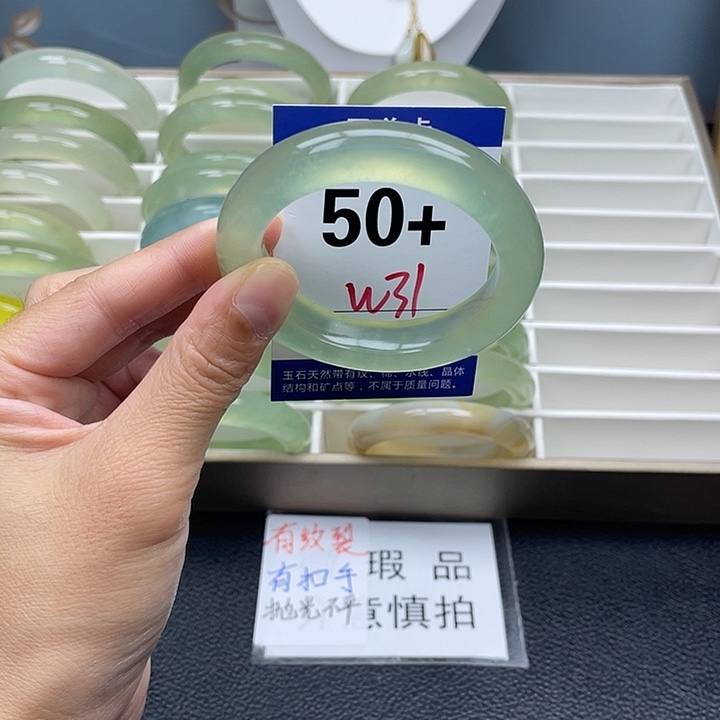 50+
W31
玉石天然带有纹、棉、水线、晶体
结构和矿点等，不属于质量问题。
有纹裂
有扣手
抛光不平
瑕品
慎拍